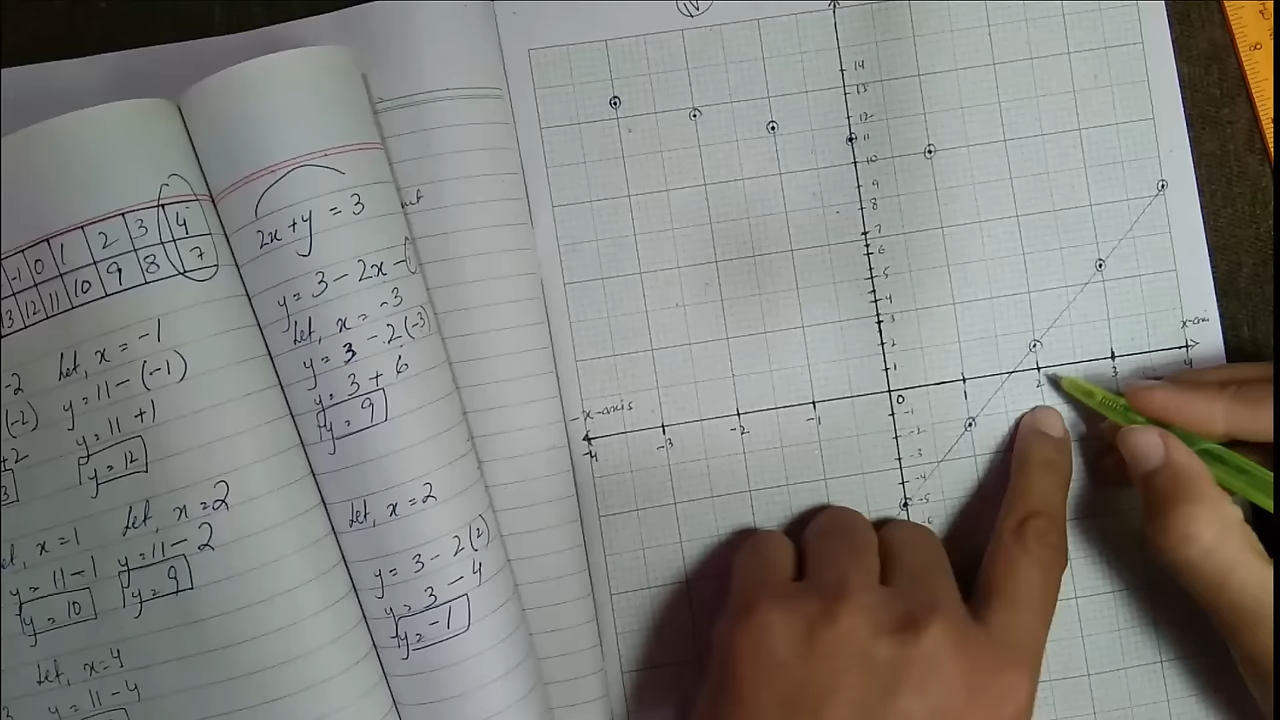 -1 0 1 2 3 4
13 12 11 10 9 8 7
-2
(-2)
+2
3
Let, x = -1
y = 11 - (-1)
y = 11 + 1
y = 12
Let, x = 1
y = 11 - 1
y = 10
Let, x = 2
y = 11 - 2
y = 9
Let, x = 4
y = 11 - 4
2x + y = 3
y = 3 - 2x - (
Let, x = -3
y = 3 - 2(-3)
y = 3 + 6
y = 9
Let, x = 2
y = 3 - 2(2)
y = 3 - 4
y = -1
14
13
12
11
10
9
8
7
6
5
4
3
2
1
x-axi
-x-axis
-4 -3 -2 -1 0 2 3 4
-1
-2
-3
-4
-5
-6